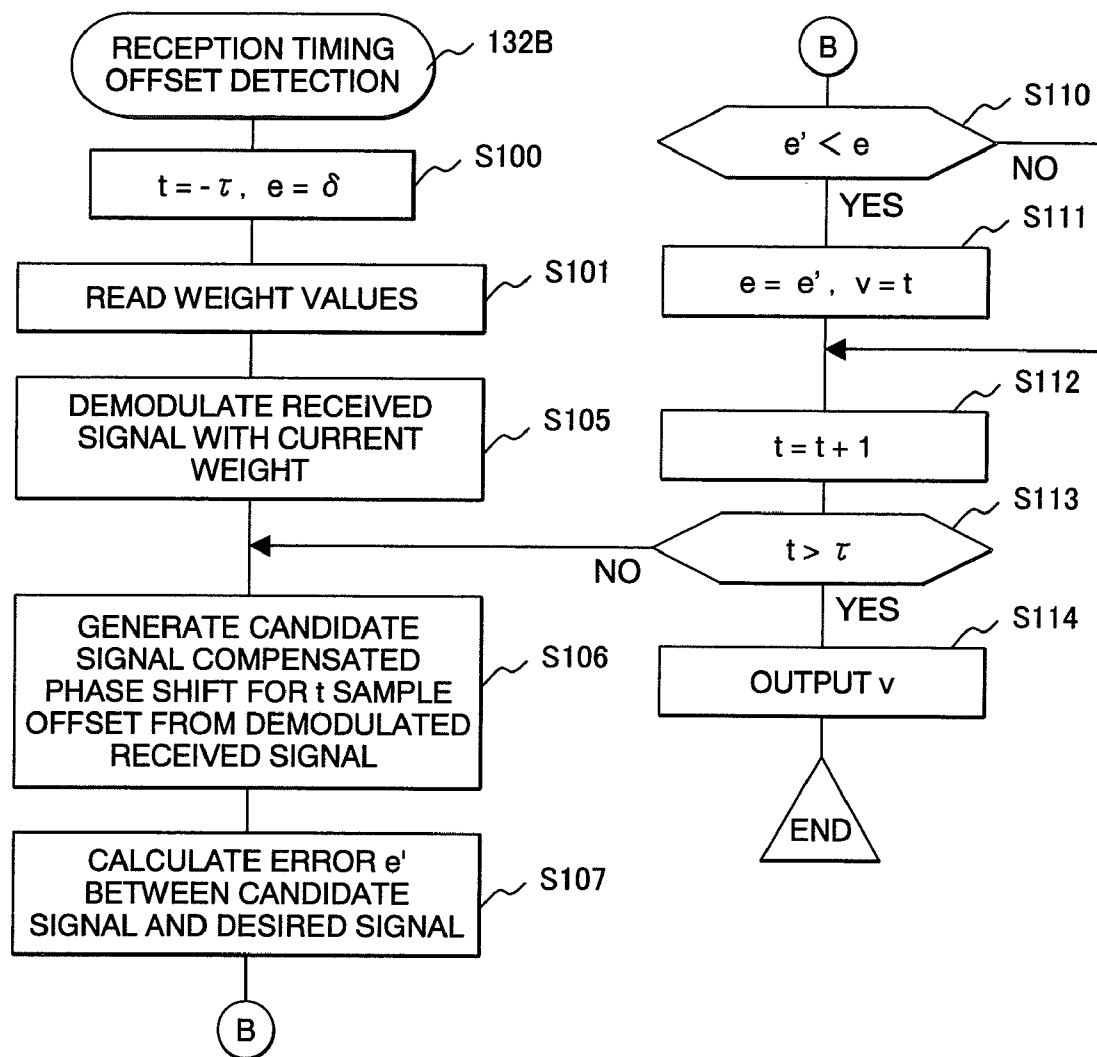 RECEPTION TIMING
OFFSET DETECTION
132B
S100
t = - τ, e = δ
S101
READ WEIGHT VALUES
S105
DEMODULATE RECEIVED
SIGNAL WITH CURRENT
WEIGHT
S106
GENERATE CANDIDATE
SIGNAL COMPENSATED
PHASE SHIFT FOR t SAMPLE
OFFSET FROM DEMODULATED
RECEIVED SIGNAL
S107
CALCULATE ERROR e'
BETWEEN CANDIDATE
SIGNAL AND DESIRED SIGNAL
B
B
S110
e' < e
NO
YES
S111
e = e', v = t
S112
t = t + 1
S113
t > τ
NO
YES
S114
OUTPUT v
END